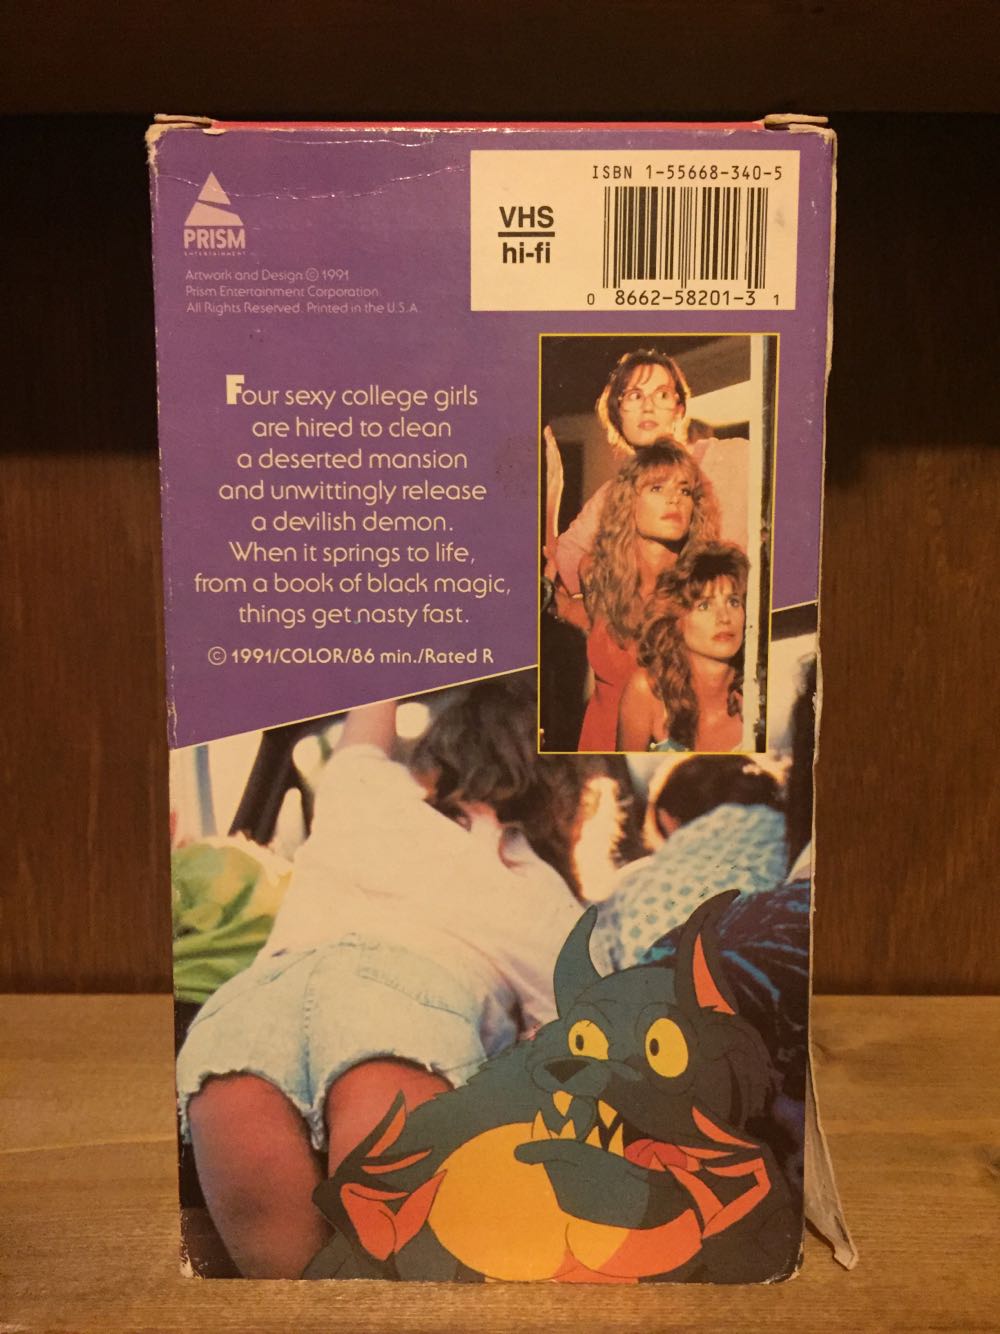 PRISM
ENTERTAINMENT
Artwork and Design © 1991
Prism Entertainment Corporation.
All Rights Reserved. Printed in the U.S.A.
VHS
hi-fi
ISBN 1-55668-340-5
0 8662-58201-3 1
Four sexy college girls
are hired to clean
a deserted mansion
and unwittingly release
a devilish demon.
When it springs to life,
from a book of black magic,
things get nasty fast.
© 1991/COLOR/86 min./Rated R